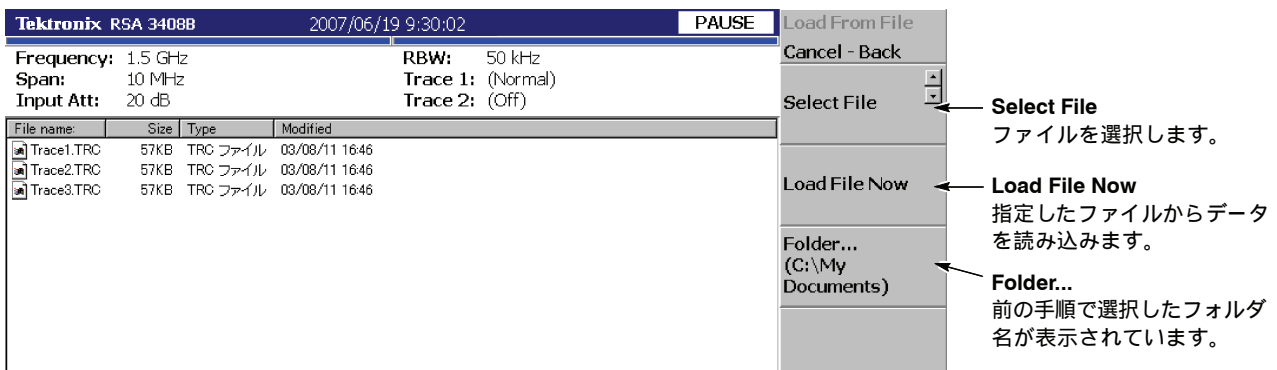 Tektronix RSA 3408B 2007/06/19 9:30:02 PAUSE
Frequency: 1.5 GHz RBW: 50 kHz
Span: 10 MHz Trace 1: (Normal)
Input Att: 20 dB Trace 2: (Off)
File name: Size Type Modified
Trace1.TRC 57KB TRC ファイル 03/08/11 16:46
Trace2.TRC 57KB TRC ファイル 03/08/11 16:46
Trace3.TRC 57KB TRC ファイル 03/08/11 16:46
Load From File
Cancel - Back
Select File
Load File Now
Folder...
(C:\My
Documents)
Select File
ファイルを選択します。
Load File Now
指定したファイルからデータ
を読み込みます。
Folder...
前の手順で選択したフォルダ
名が表示されています。